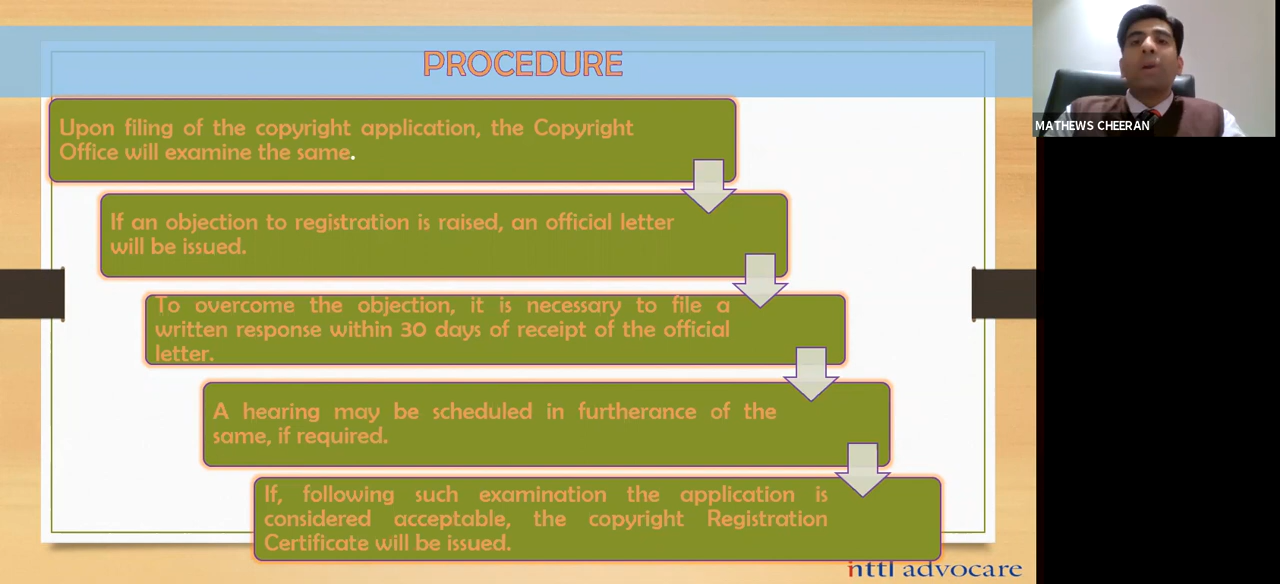 PROCEDURE
Upon filing of the copyright application, the Copyright
Office will examine the same.
If an objection to registration is raised, an official letter
will be issued.
To overcome the objection, it is necessary to file a
written response within 30 days of receipt of the official
letter.
A hearing may be scheduled in furtherance of the
same, if required.
If, following such examination the application is
considered acceptable, the copyright Registration
Certificate will be issued.
inttl advocare
MATHEWS CHEERAN